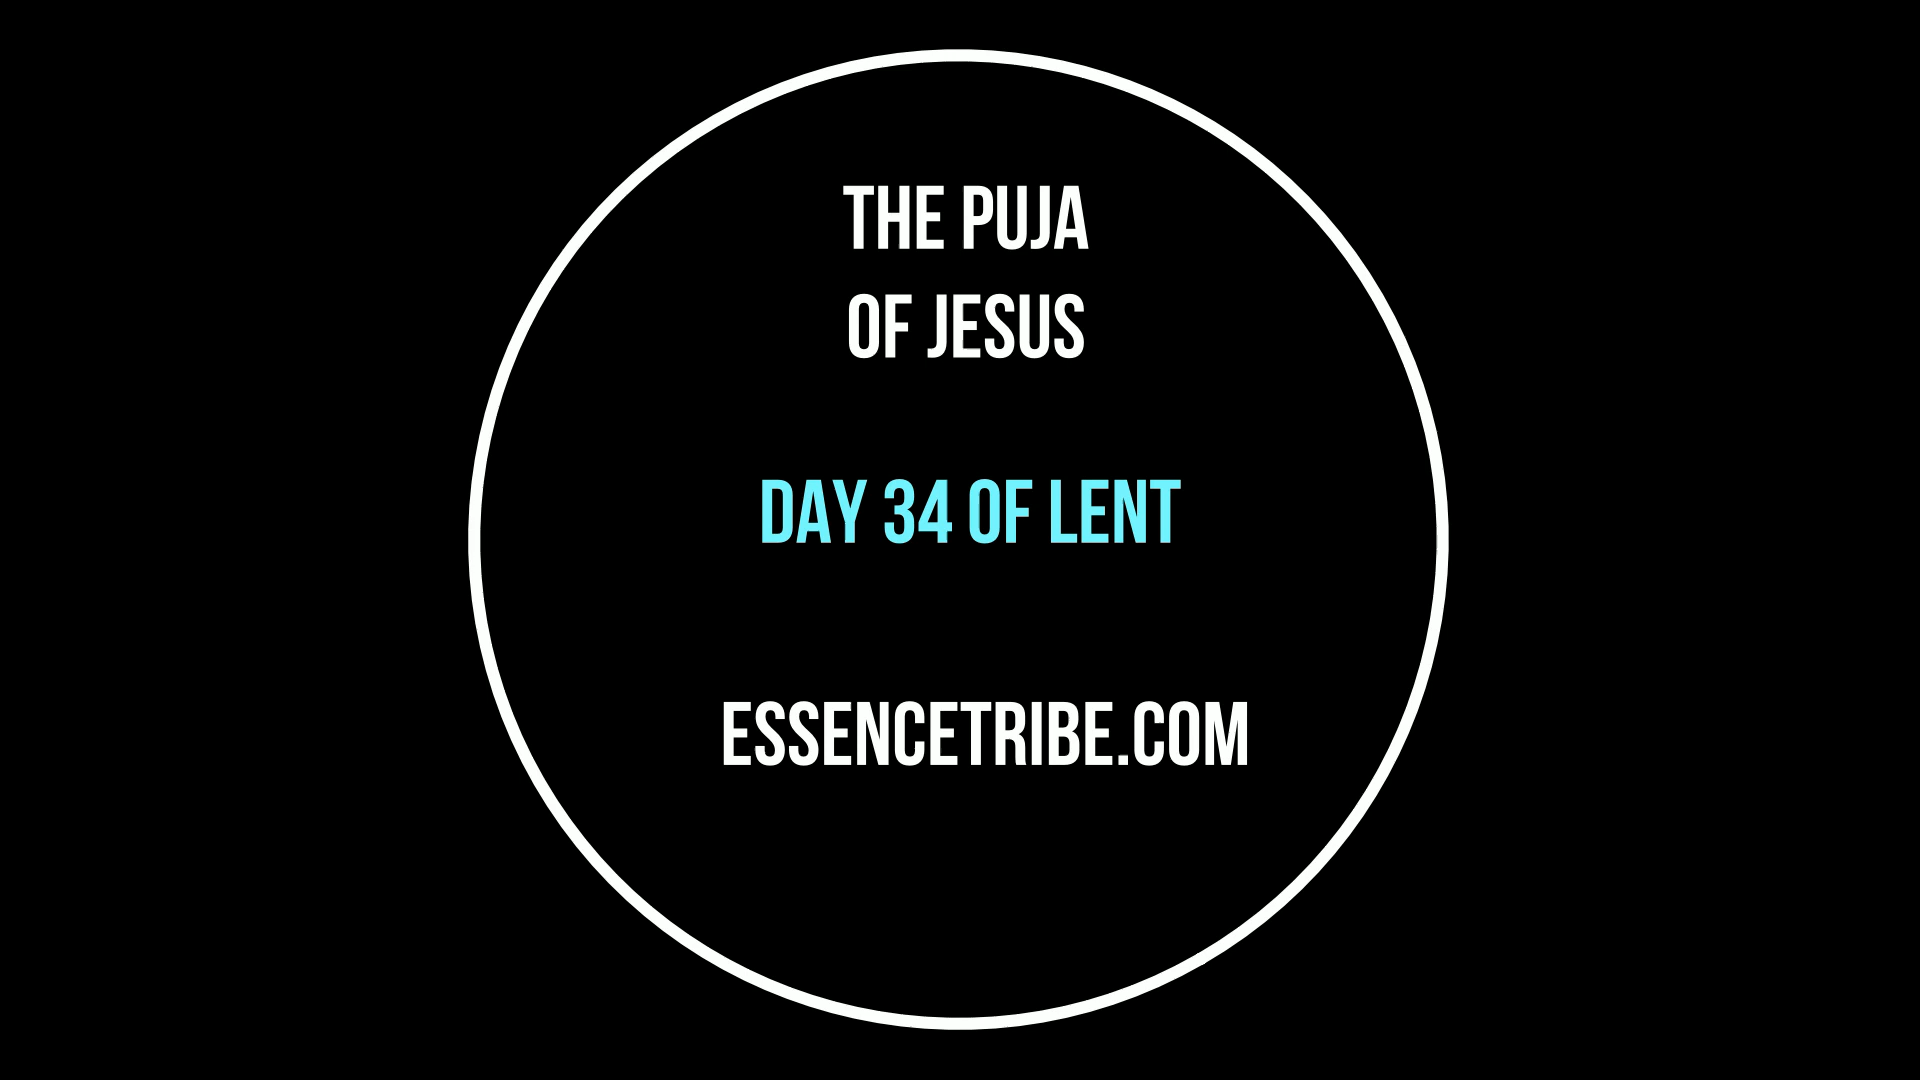 THE PUJA
OF JESUS
DAY 34 OF LENT
ESSENCETRIBE.COM